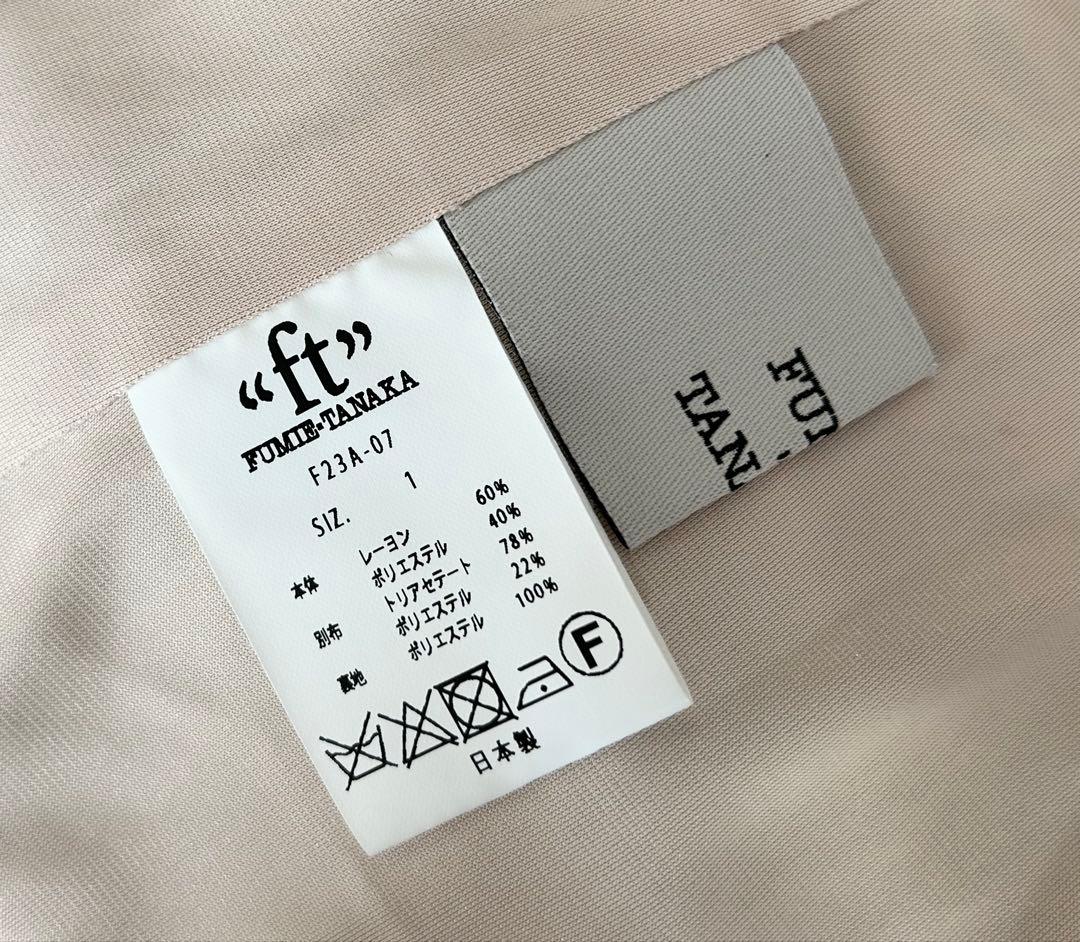 “ft”
FUMIE=TANAKA
F23A-07
SIZ. 1
本体 レーヨン 60%
ポリエステル 40%
別布 トリアセテート 78%
ポリエステル 22%
裏地 ポリエステル 100%
F
日本製
FUI
TAN